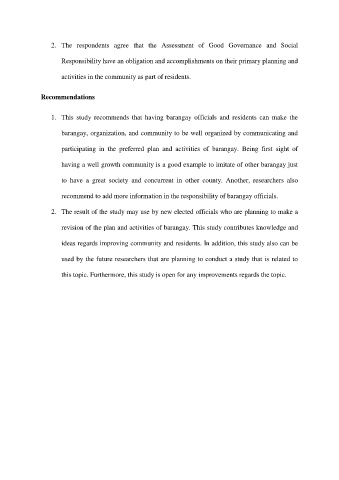 2. The respondents agree that the Assessment of Good Governance and Social
Responsibility have an obligation and accomplishments on their primary planning and
activities in the community as part of residents.
Recommendations
1. This study recommends that having barangay officials and residents can make the
barangay, organization, and community to be well organized by communicating and
participating in the preferred plan and activities of barangay. Being first sight of
having a well growth community is a good example to imitate of other barangay just
to have a great society and concurrent in other county. Another, researchers also
recommend to add more information in the responsibility of barangay officials.
2. The result of the study may use by new elected officials who are planning to make a
revision of the plan and activities of barangay. This study contributes knowledge and
ideas regards improving community and residents. In addition, this study also can be
used by the future researchers that are planning to conduct a study that is related to
this topic. Furthermore, this study is open for any improvements regards the topic.